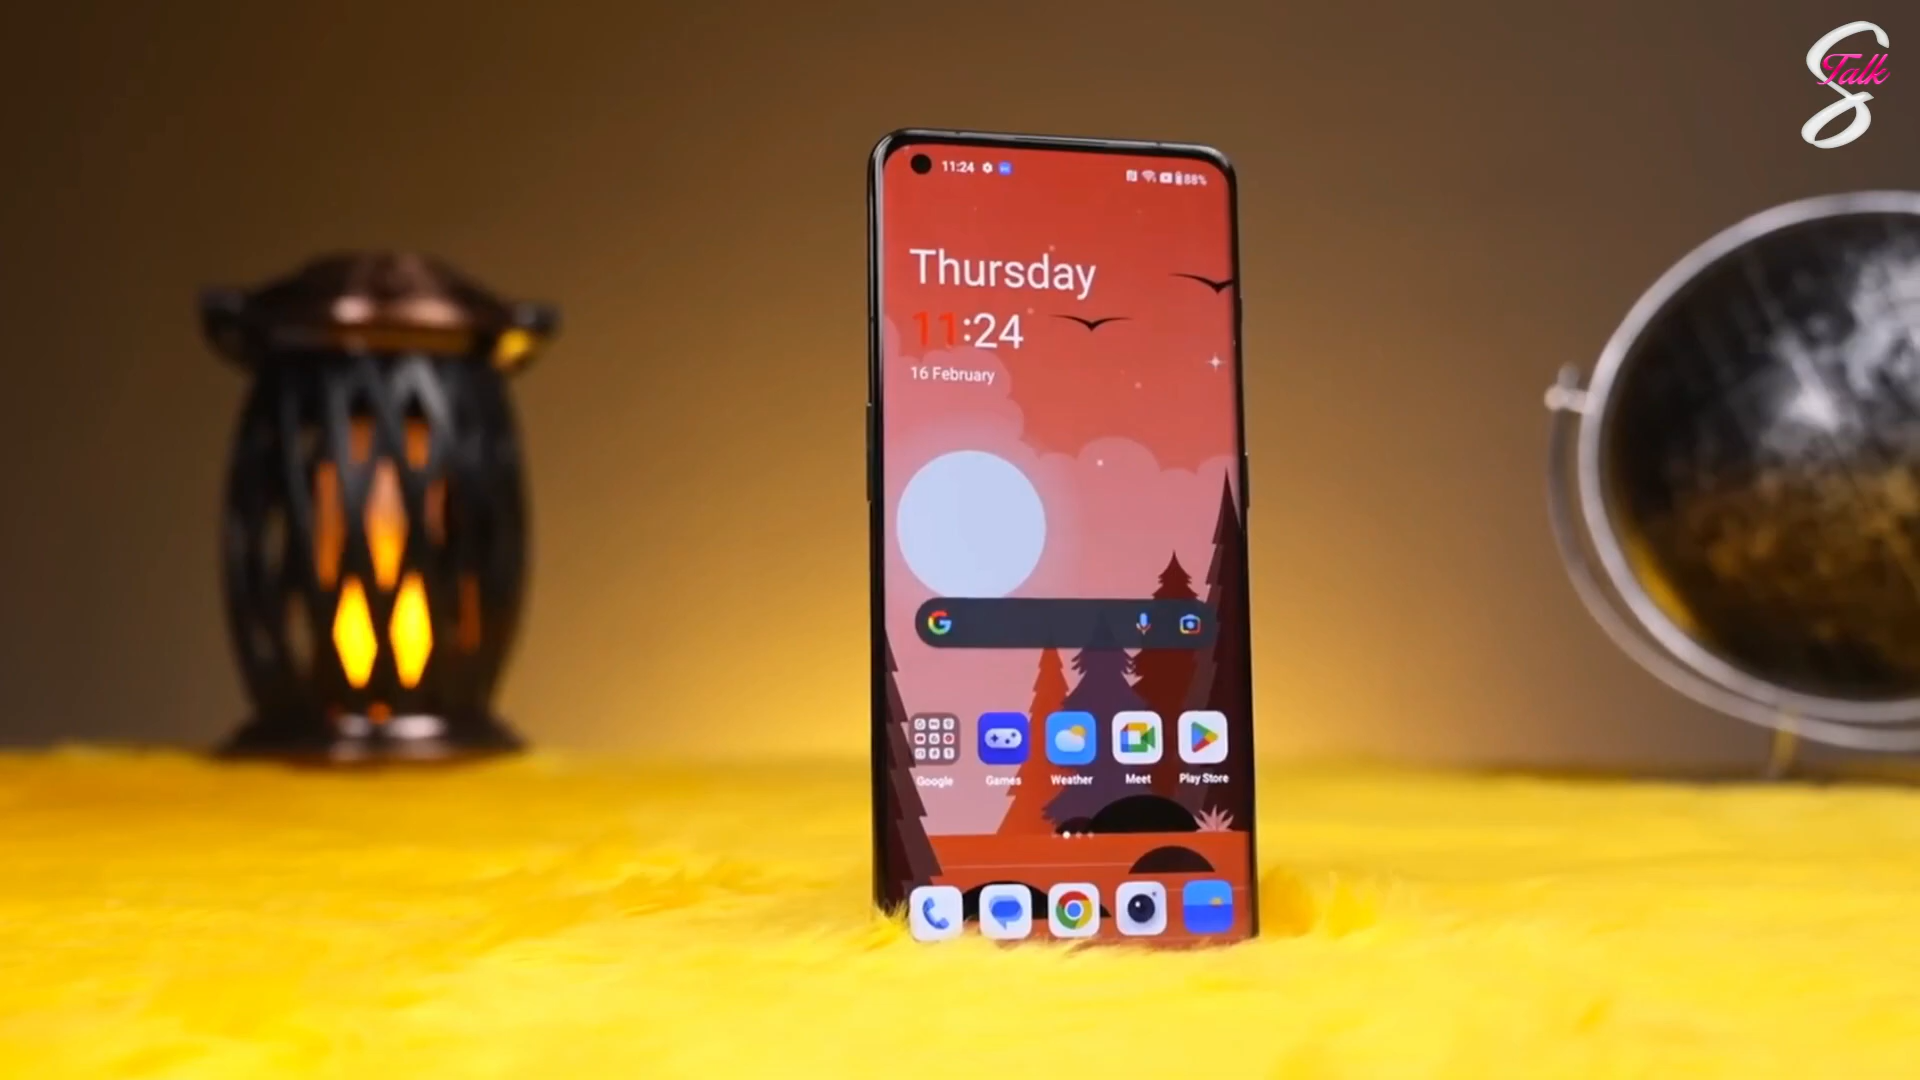 S
Talk
11:24
88%
Thursday
11:24
16 February
G
Google Games Weather Meet Play Store